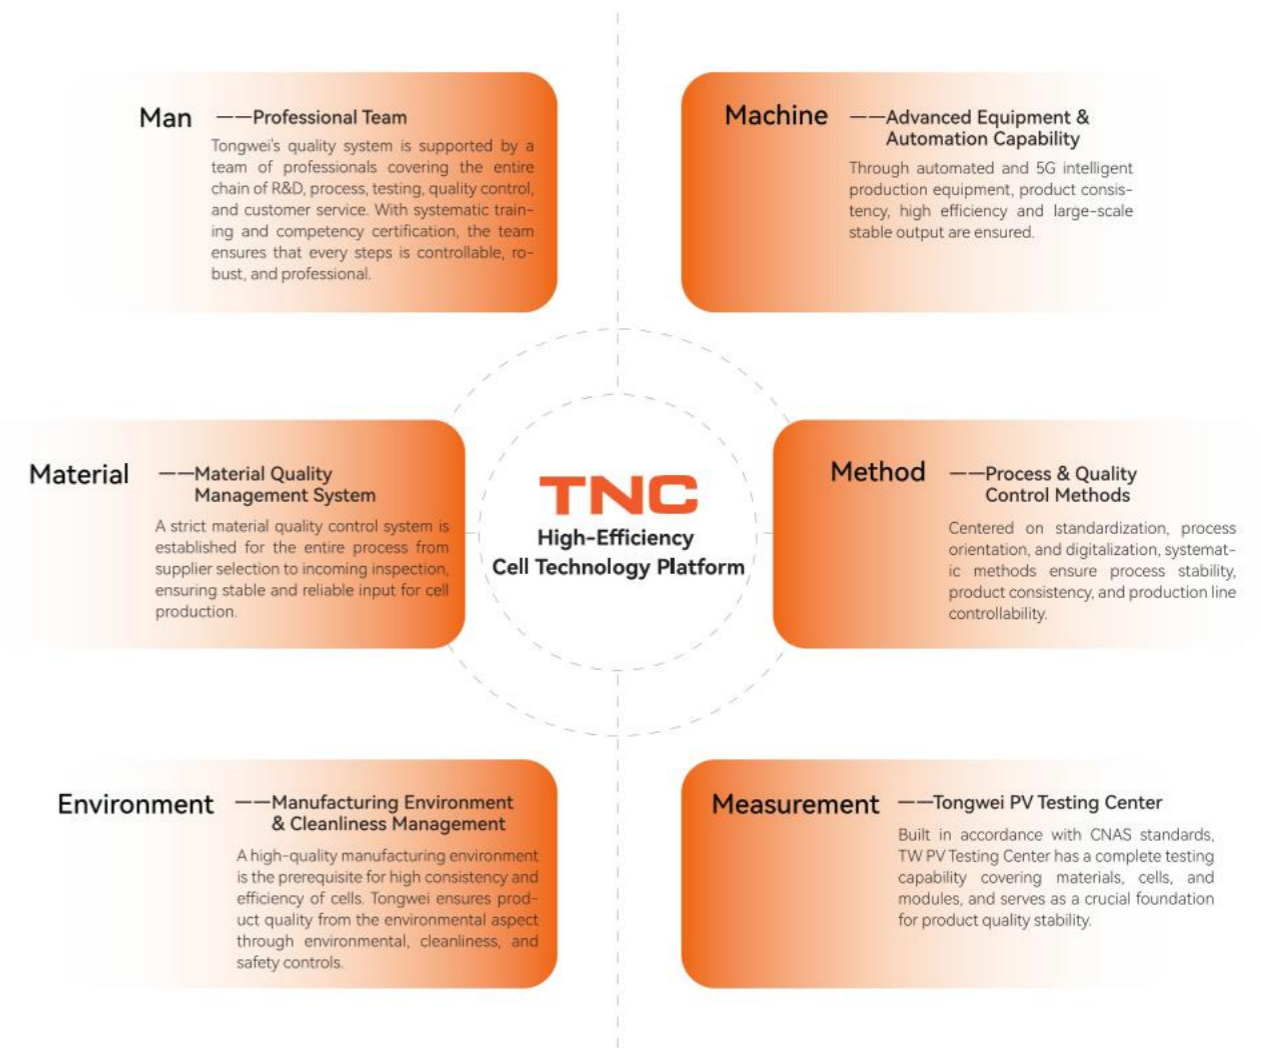 Man
——Professional Team
Tongwei's quality system is supported by a
team of professionals covering the entire
chain of R&D, process, testing, quality control,
and customer service. With systematic train-
ing and competency certification, the team
ensures that every steps is controllable, ro-
bust, and professional.
Machine
——Advanced Equipment &
Automation Capability
Through automated and 5G intelligent
production equipment, product consis-
tency, high efficiency and large-scale
stable output are ensured.
Material
——Material Quality
Management System
A strict material quality control system is
established for the entire process from
supplier selection to incoming inspection,
ensuring stable and reliable input for cell
production.
TNC
High-Efficiency
Cell Technology Platform
Method
——Process & Quality
Control Methods
Centered on standardization, process
orientation, and digitalization, systemat-
ic methods ensure process stability,
product consistency, and production line
controllability.
Environment
——Manufacturing Environment
& Cleanliness Management
A high-quality manufacturing environment
is the prerequisite for high consistency and
efficiency of cells. Tongwei ensures prod-
uct quality from the environmental aspect
through environmental, cleanliness, and
safety controls.
Measurement
——Tongwei PV Testing Center
Built in accordance with CNAS standards,
TW PV Testing Center has a complete testing
capability covering materials, cells, and
modules, and serves as a crucial foundation
for product quality stability.